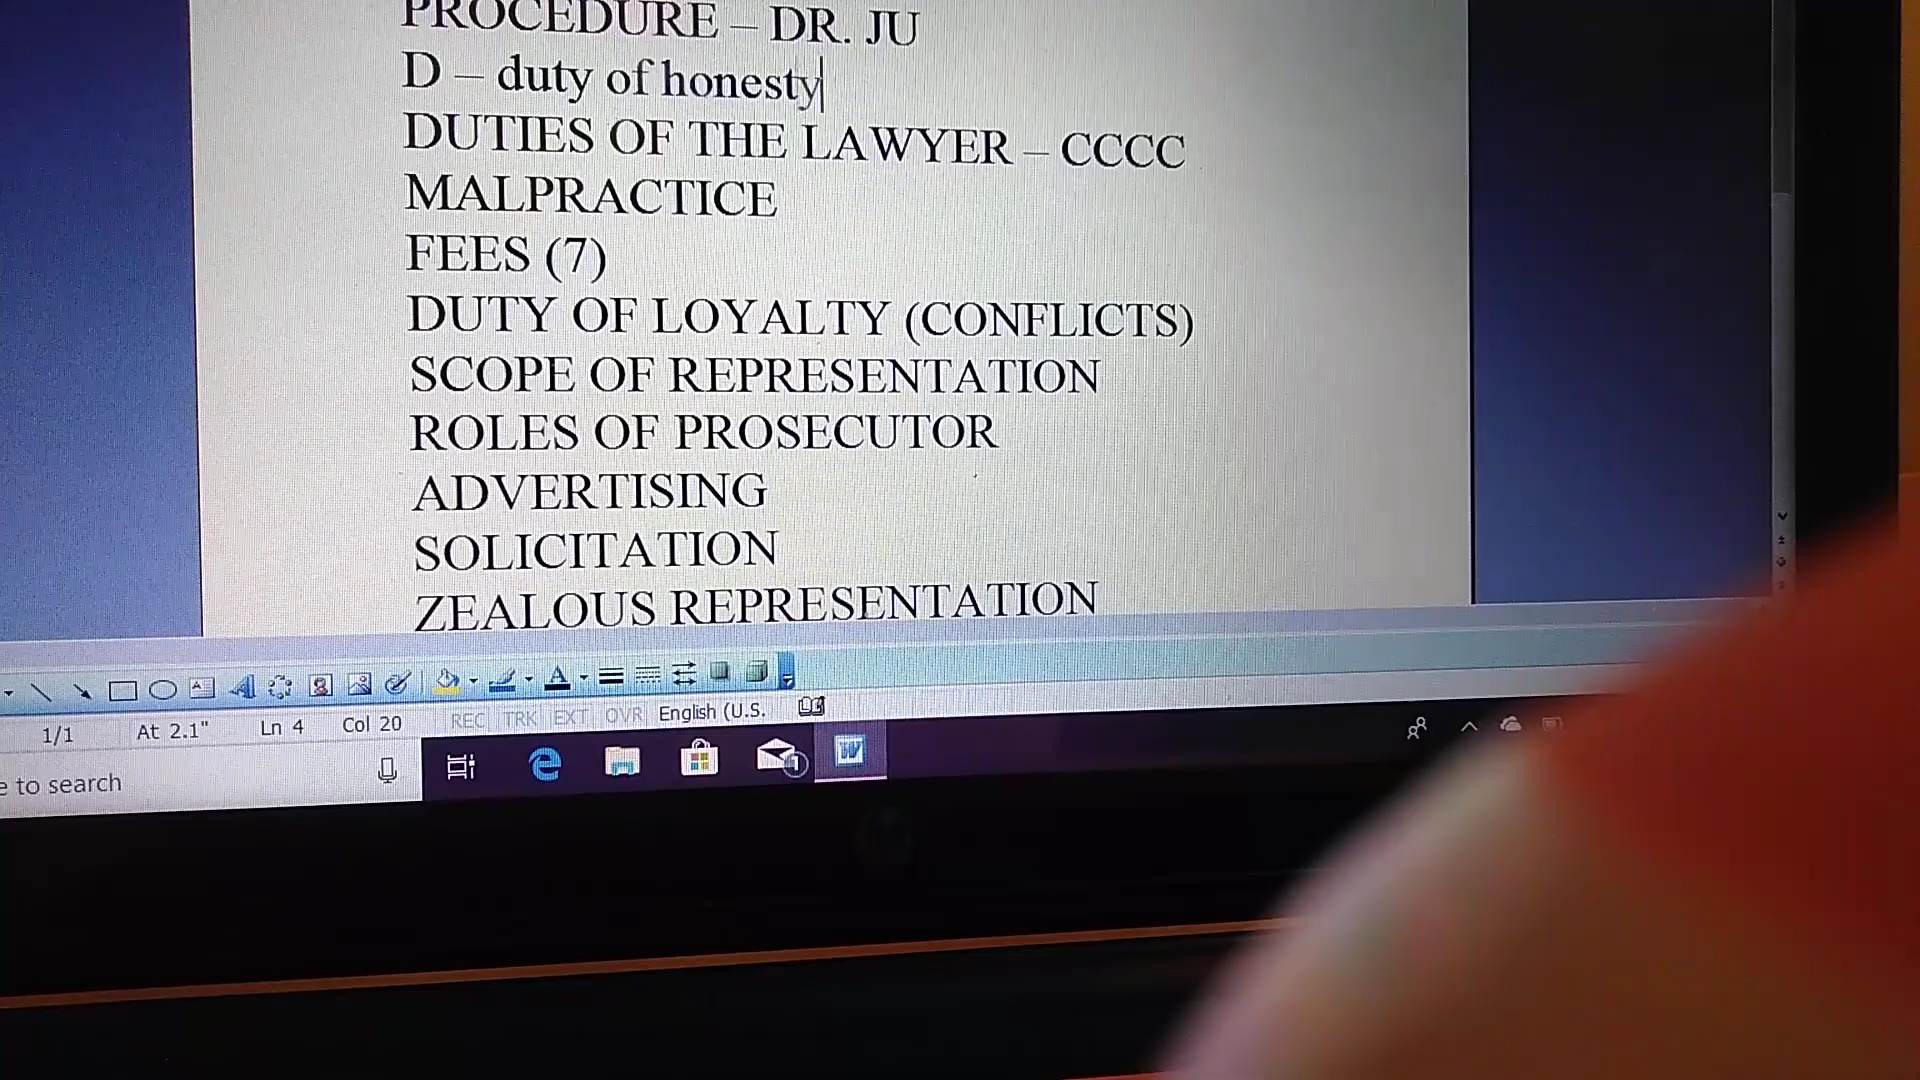 PROCEDURE – DR. JU
D – duty of honesty
DUTIES OF THE LAWYER – CCCC
MALPRACTICE
FEES (7)
DUTY OF LOYALTY (CONFLICTS)
SCOPE OF REPRESENTATION
ROLES OF PROSECUTOR
ADVERTISING
SOLICITATION
ZEALOUS REPRESENTATION
1/1 At 2.1" Ln 4 Col 20 REC TRK EXT OVR English (U.S.
e to search